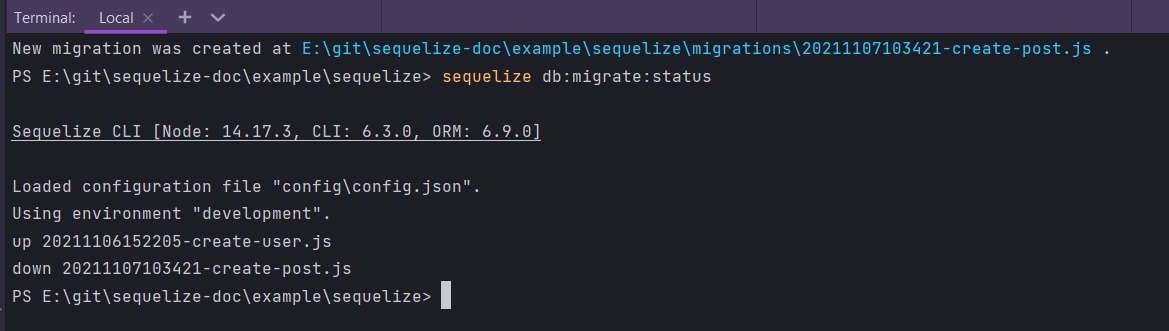 Terminal: Local
New migration was created at E:\git\sequelize-doc\example\sequelize\migrations\20211107103421-create-post.js .
PS E:\git\sequelize-doc\example\sequelize> sequelize db:migrate:status
Sequelize CLI [Node: 14.17.3, CLI: 6.3.0, ORM: 6.9.0]
Loaded configuration file "config\config.json".
Using environment "development".
up 20211106152205-create-user.js
down 20211107103421-create-post.js
PS E:\git\sequelize-doc\example\sequelize>